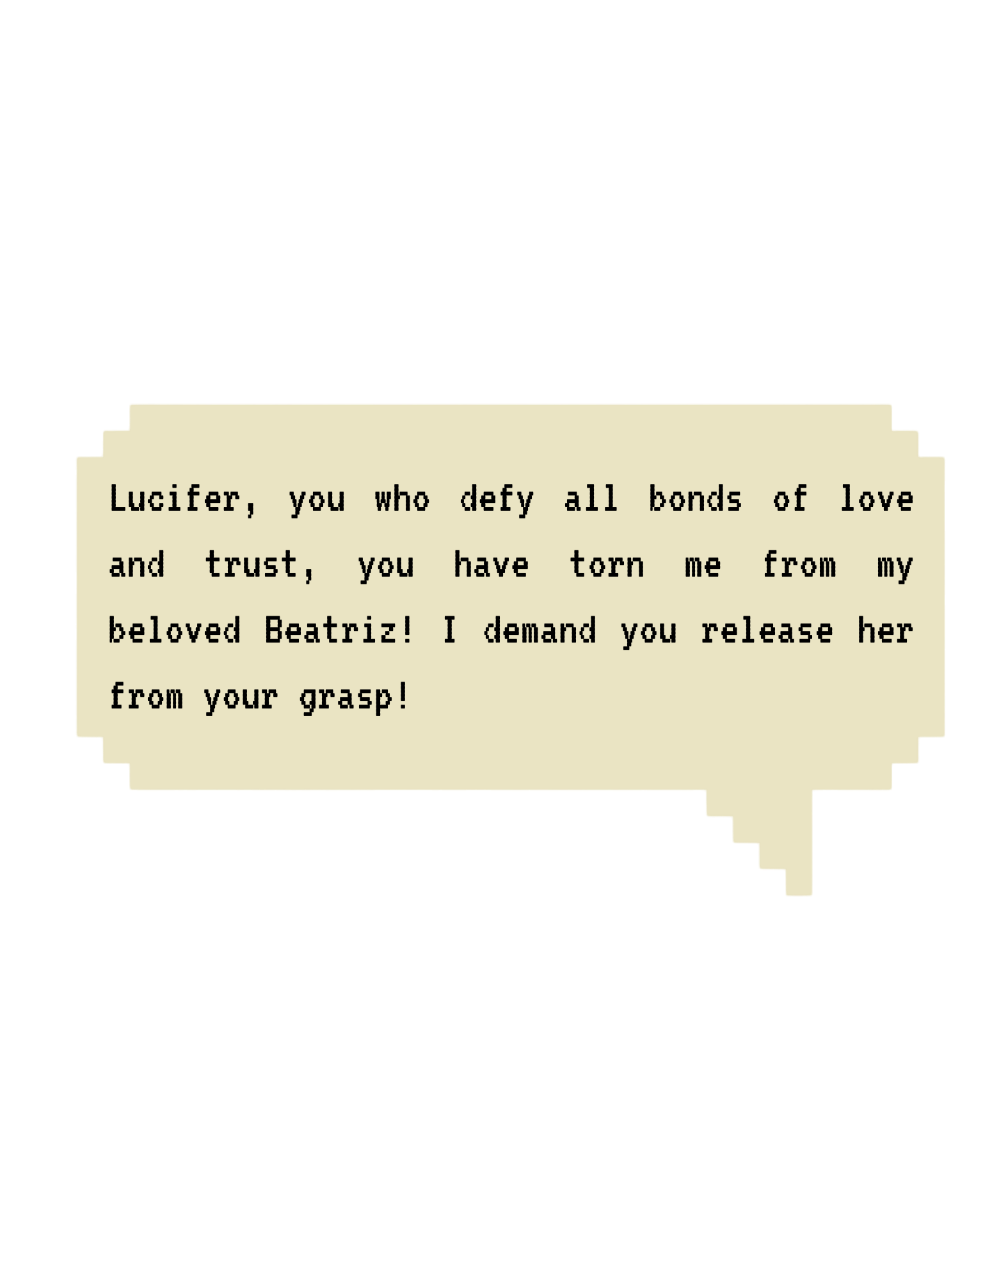 Lucifer, you who defy all bonds of love
and trust, you have torn me from my
beloved Beatriz! I demand you release her
from your grasp!